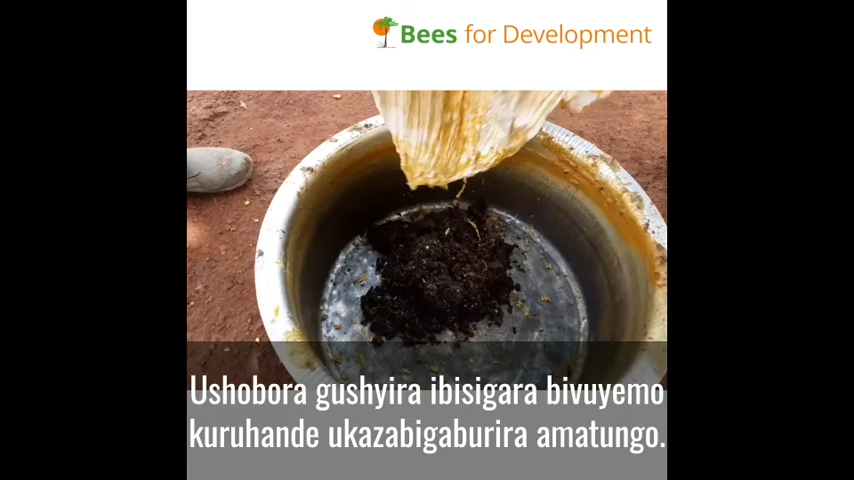 Bees for Development
Ushobora gushyira ibisigara bivuyemo
kuruhande ukazabigaburira amatungo.